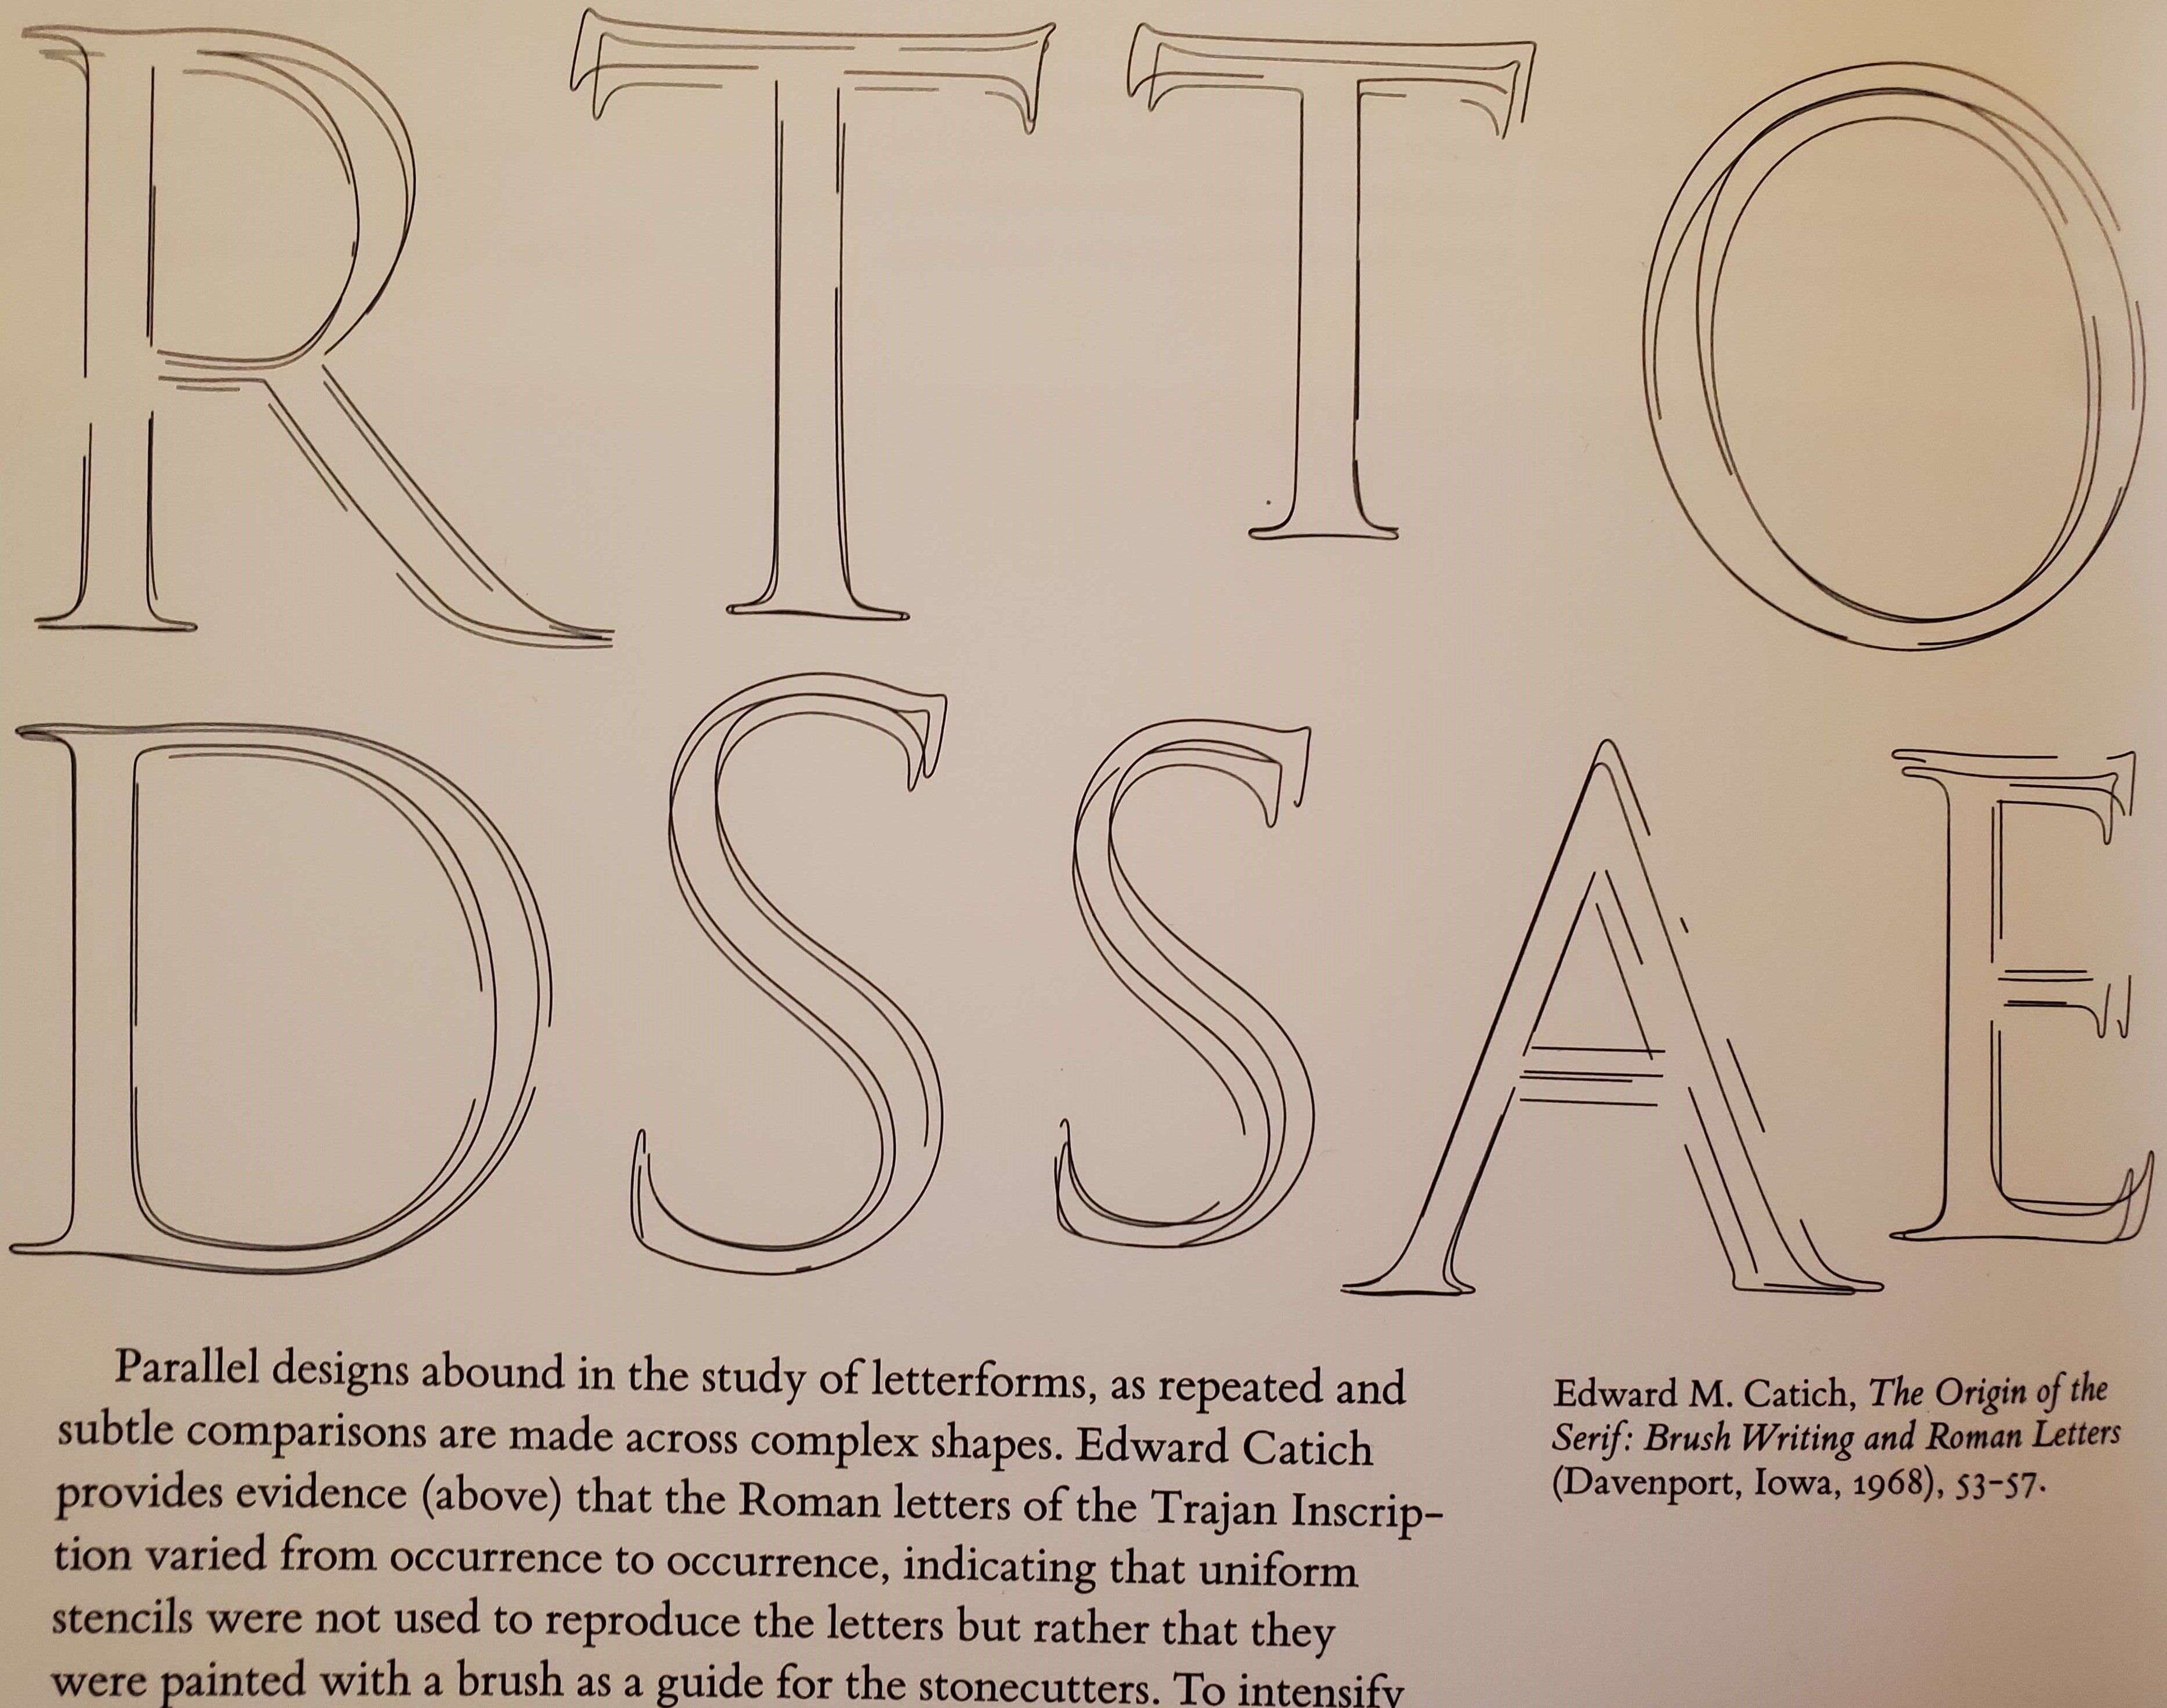 R T T O
D S S A E
Parallel designs abound in the study of letterforms, as repeated and
subtle comparisons are made across complex shapes. Edward Catich
provides evidence (above) that the Roman letters of the Trajan Inscrip-
tion varied from occurrence to occurrence, indicating that uniform
stencils were not used to reproduce the letters but rather that they
were painted with a brush as a guide for the stonecutters. To intensify
Edward M. Catich, The Origin of the
Serif: Brush Writing and Roman Letters
(Davenport, Iowa, 1968), 53–57.